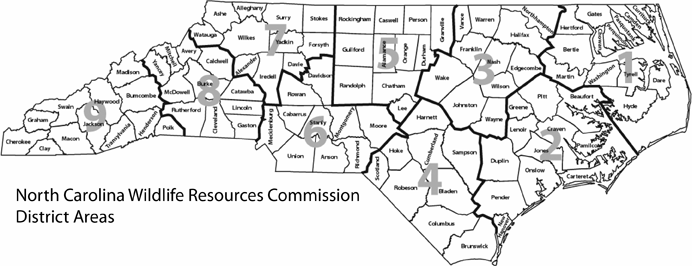 Ashe
Alleghany
Surry
Stokes
Rockingham
Caswell
Person
Granville
Vance
Warren
Northhampton
Gates
Hertford
Halifax
Bertie
Watauga
Wilkes
Yadkin
Forsyth
Guilford
Alamance
Orange
Durham
Franklin
Nash
Edgecombe
Martin
Washington
Tyrell
Dare
Avery
Caldwell
Alexander
Iredell
Davie
Davidson
Randolph
Chatham
Wake
Wilson
Pitt
Beaufort
Hyde
Madison
Yancey
McDowell
Burke
Catawba
Rowan
Lee
Johnston
Wayne
Greene
Lenoir
Craven
Pamlico
Swain
Haywood
Buncombe
Rutherford
Cleveland
Lincoln
Gaston
Mecklenburg
Cabarrus
Stanly
Montgomery
Moore
Harnett
Graham
Jackson
Transylvania
Henderson
Polk
Cherokee
Clay
Macon
Union
Anson
Richmond
Scotland
Hoke
Cumberland
Sampson
Duplin
Jones
Onslow
Carteret
Robeson
Bladen
Pender
Columbus
Brunswick
1
2
3
4
5
6
7
8
9
North Carolina Wildlife Resources Commission
District Areas